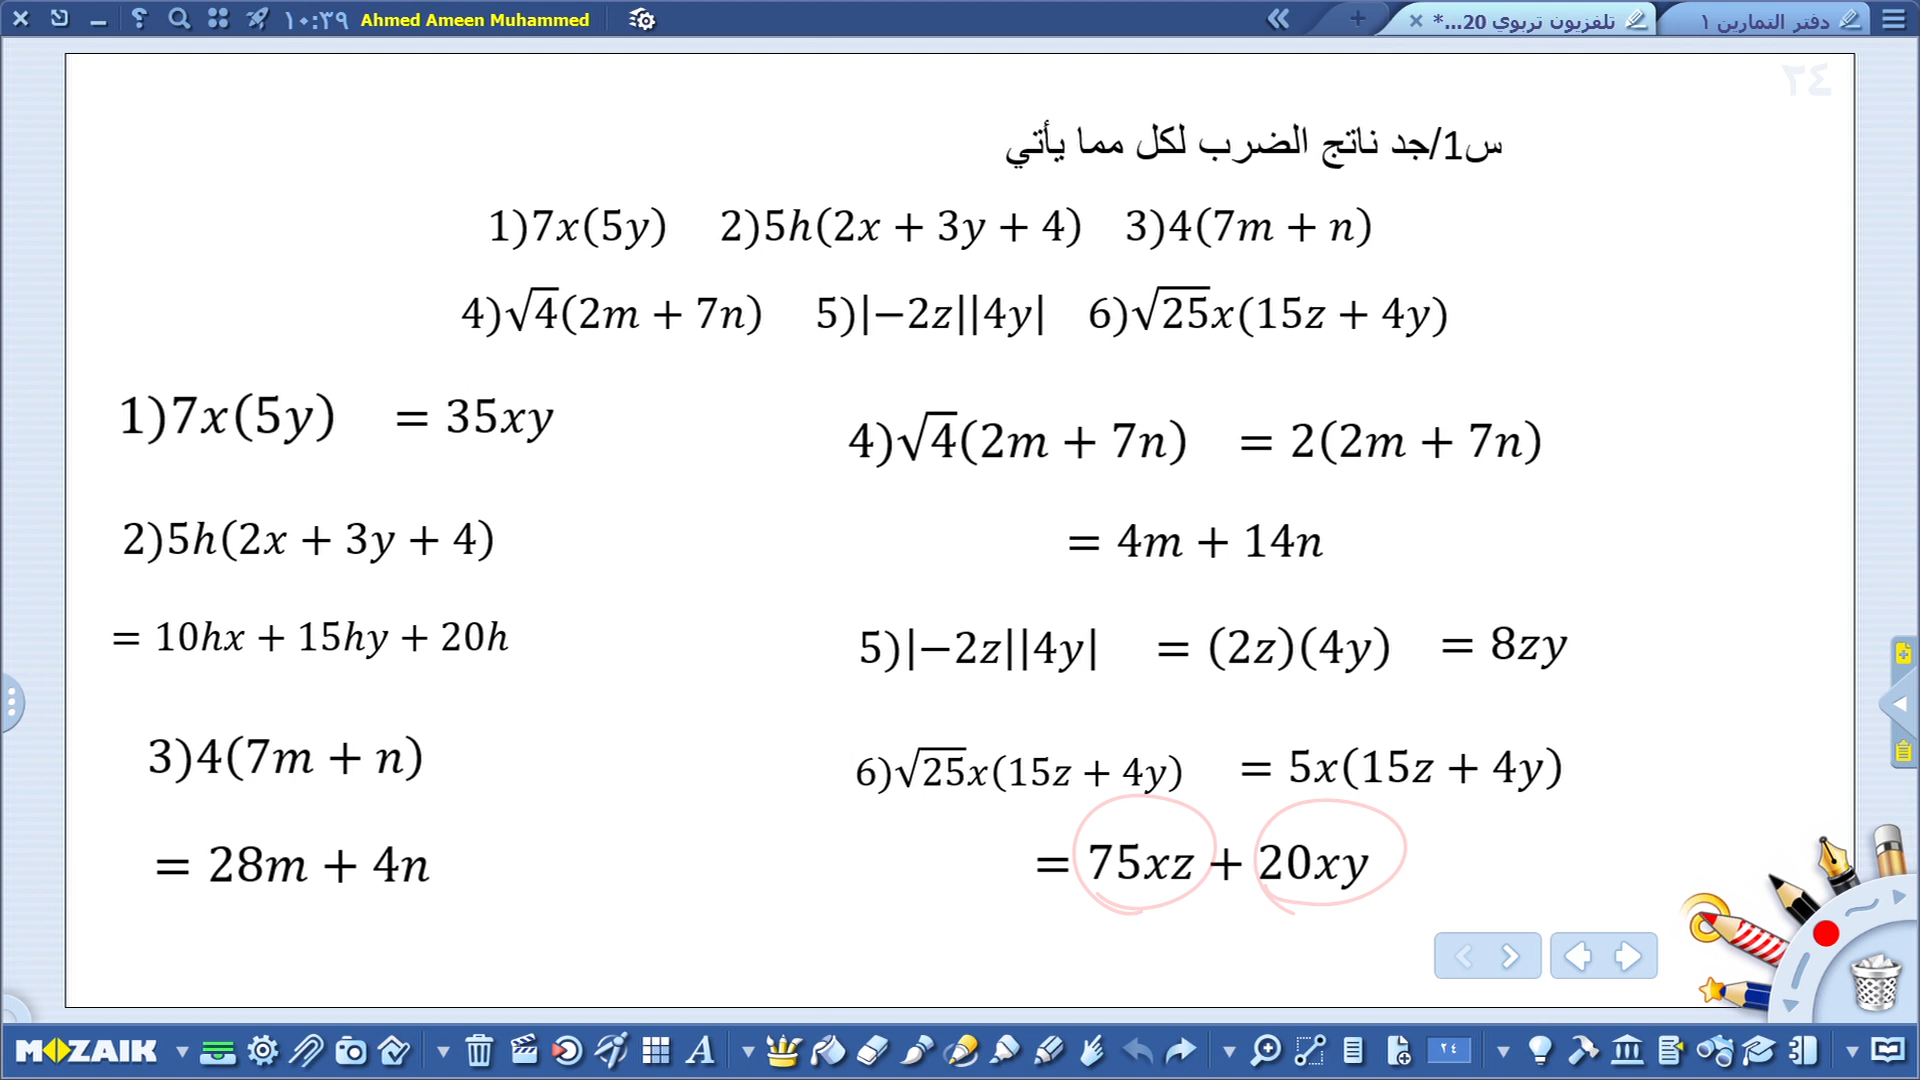 ١٠:٣٩ Ahmed Ameen Muhammed
تلفزيون تربوي 20...*
دفتر التمارين ١
٢٤
س1/جد ناتج الضرب لكل مما يأتي
1)7x(5y) 2)5h(2x + 3y + 4) 3)4(7m + n)
4)√4(2m + 7n) 5)|−2z||4y| 6)√25x(15z + 4y)
1)7x(5y) = 35xy
2)5h(2x + 3y + 4)
= 10hx + 15hy + 20h
3)4(7m + n)
= 28m + 4n
4)√4(2m + 7n) = 2(2m + 7n)
= 4m + 14n
5)|−2z||4y| = (2z)(4y) = 8zy
6)√25x(15z + 4y) = 5x(15z + 4y)
= 75xz + 20xy
MOZAIK
٢٤